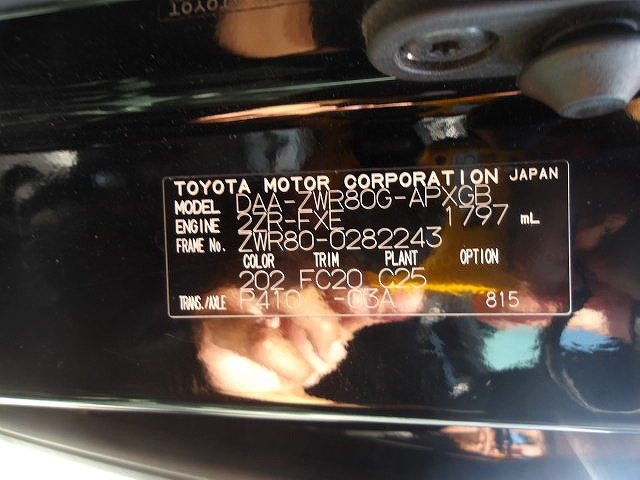 TOYOTA MOTOR CORPORATION JAPAN
MODEL DAA-ZWR80G-APXGB
ENGINE 2ZR-FXE 1797 mL
FRAME No. ZWR80-0282243
COLOR TRIM PLANT OPTION
202 FC20 C25
TRANS./AXLE P410 -03A 815